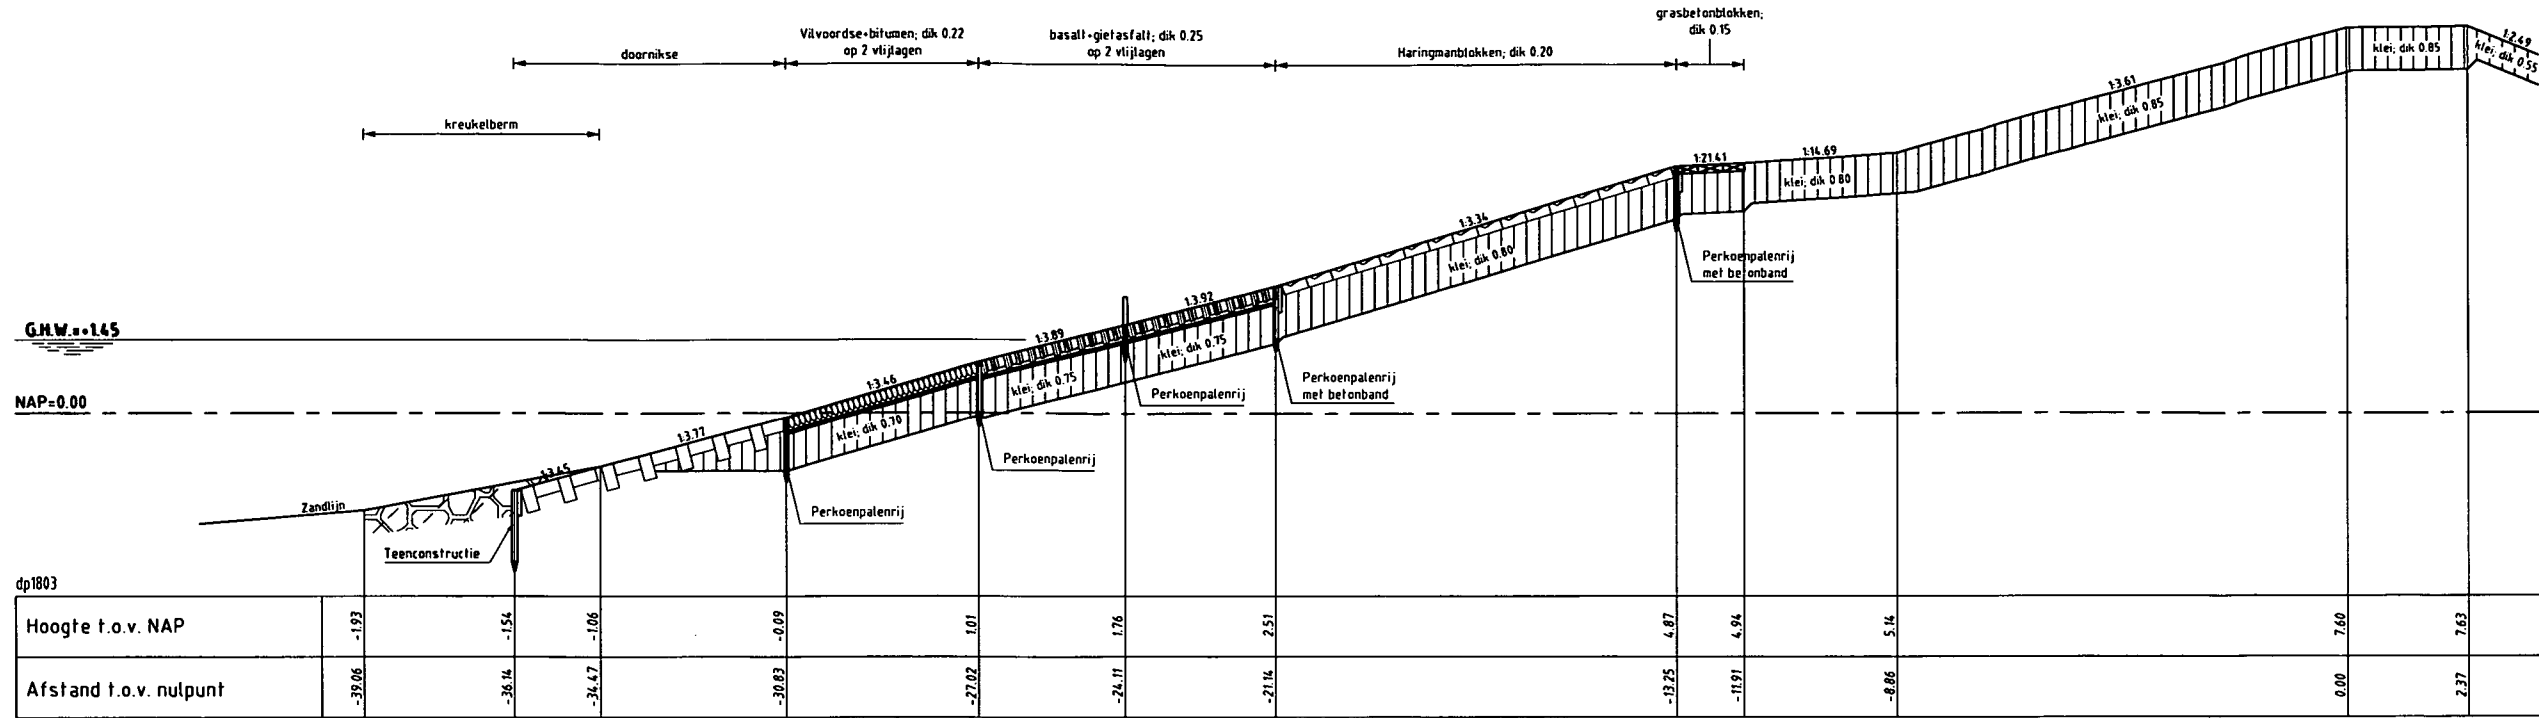 grasbetonblokken;
dik 0.15
Vilvoordse+bitumen; dik 0.22
op 2 vlijlagen
basalt+gietasfalt; dik 0.25
op 2 vlijlagen
doornikse
Haringmanblokken; dik 0.20
kreukelberm
1:2.49
klei; dik 0.85
klei; dik 0.55
1:3.61
klei; dik 0.85
1:21.41
1:14.69
klei; dik 0.80
1:3.34
klei; dik 0.80
Perkoenpalenrij
met betonband
G.H.W.=+1.45
1:3.92
1:3.89
klei; dik 0.75
klei; dik 0.75
1:3.46
Perkoenpalenrij
met betonband
Perkoenpalenrij
NAP=0.00
klei; dik 0.70
1:3.77
Perkoenpalenrij
1:3.45
Zandlijn
Perkoenpalenrij
Teenconstructie
dp1803
Hoogte t.o.v. NAP -1.93 -1.54 -1.06 -0.09 1.01 1.76 2.51 4.87 4.94 5.14 7.60 7.63
Afstand t.o.v. nulpunt -39.06 -36.14 -34.47 -30.83 -27.02 -24.11 -21.14 -13.25 -11.91 -8.86 0.00 2.37